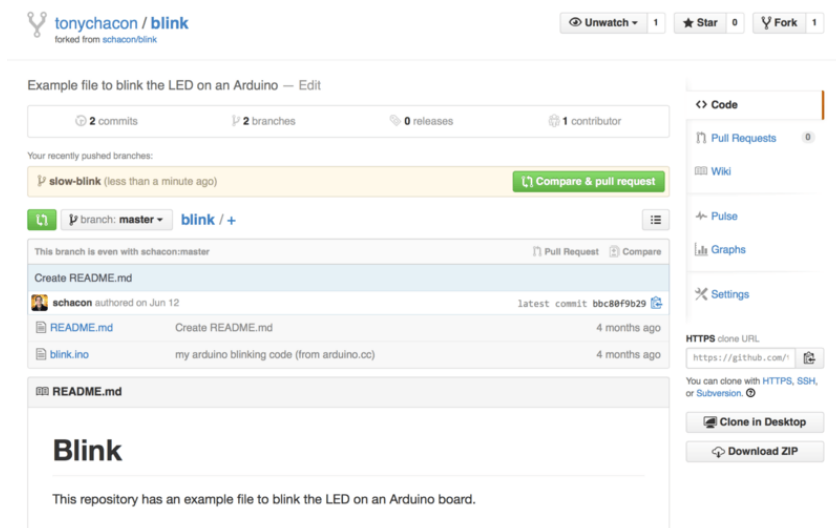 tonychacon / blink
forked from schacon/blink
Unwatch 1 Star 0 Fork 1
Example file to blink the LED on an Arduino — Edit
2 commits 2 branches 0 releases 1 contributor
Your recently pushed branches:
slow-blink (less than a minute ago) Compare & pull request
branch: master blink / +
This branch is even with schacon:master Pull Request Compare
Create README.md
schacon authored on Jun 12 latest commit bbc80f9b29
README.md Create README.md 4 months ago
blink.ino my arduino blinking code (from arduino.cc) 4 months ago
README.md
Blink
This repository has an example file to blink the LED on an Arduino board.
<> Code
Pull Requests 0
Wiki
Pulse
Graphs
Settings
HTTPS clone URL
https://github.com/
You can clone with HTTPS, SSH,
or Subversion.
Clone in Desktop
Download ZIP